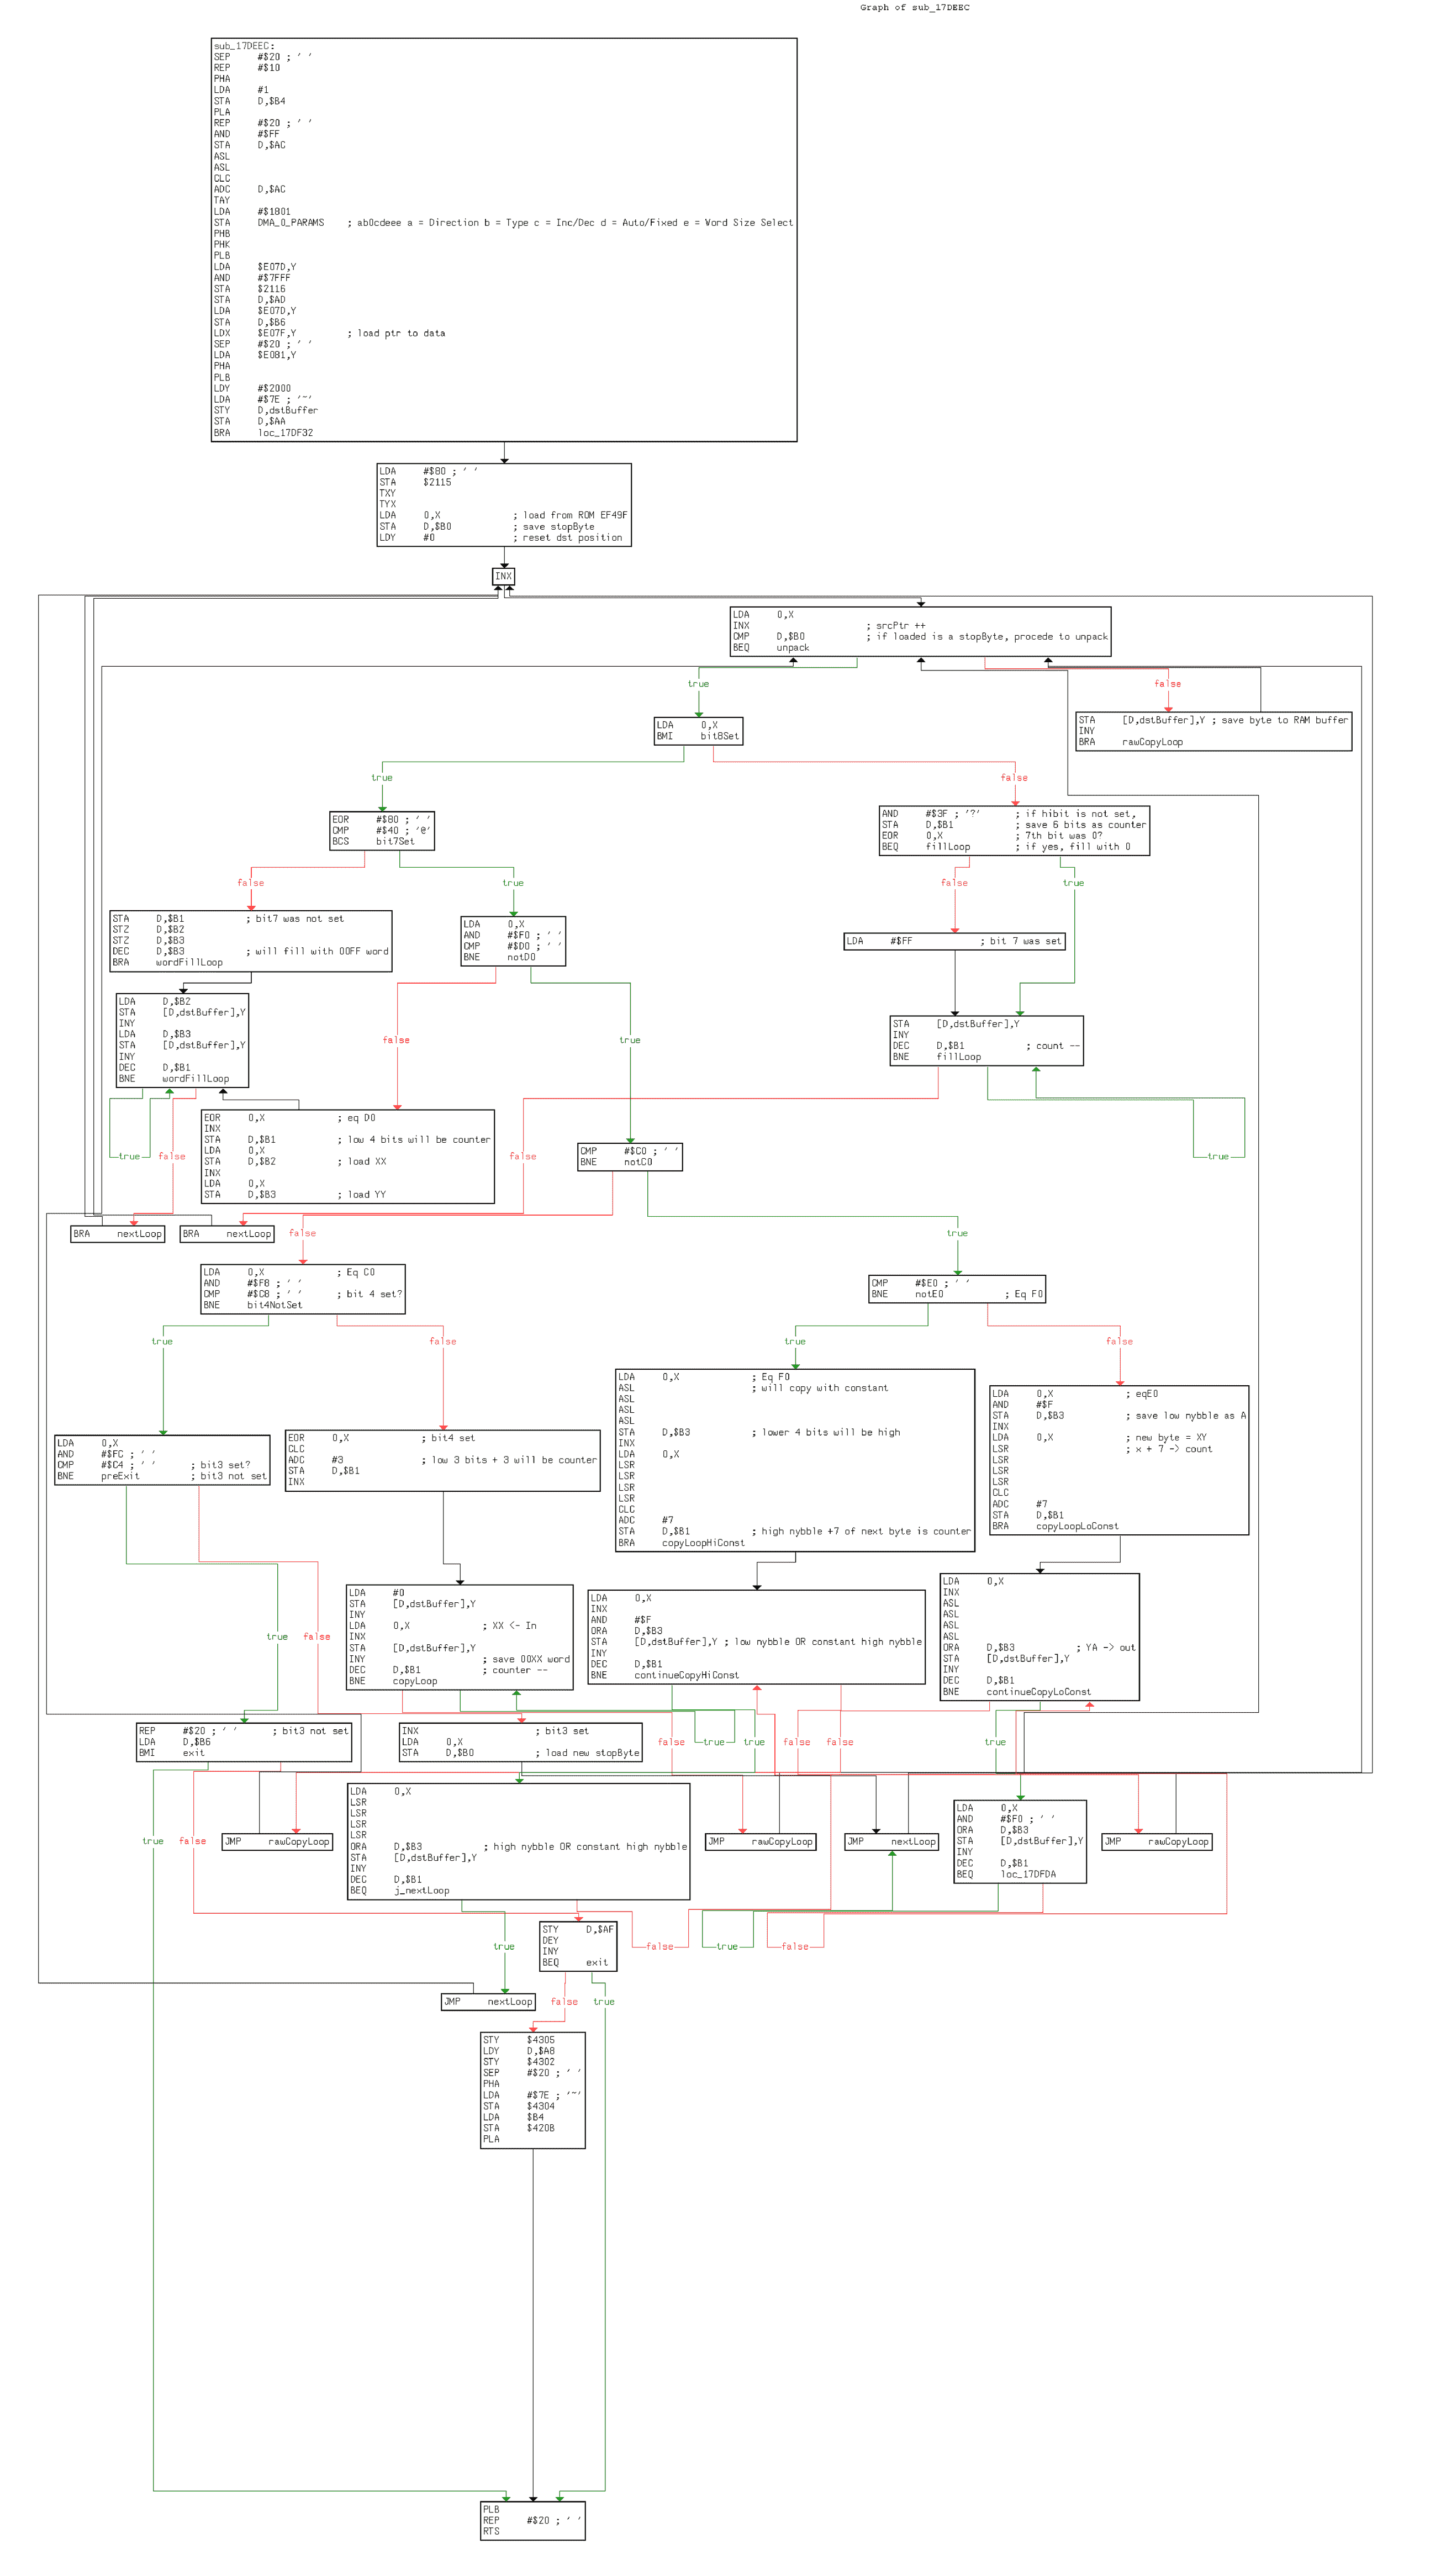 Graph of sub_17DEEC
sub_17DEEC:
SEP #$20 ; ' '
REP #$10
PHA
LDA #1
STA D,$B4
PLA
REP #$20 ; ' '
AND #$FF
STA D,$AC
ASL
ASL
CLC
ADC D,$AC
TAY
LDA #$1801
STA DMA_0_PARAMS ; ab0cdeee a = Direction b = Type c = Inc/Dec d = Auto/Fixed e = Word Size Select
PHB
PHK
PLB
LDA $E07D,Y
AND #$7FFF
STA $2116
STA D,$AD
LDA $E07D,Y
STA D,$B6
LDX $E07F,Y ; load ptr to data
SEP #$20 ; ' '
LDA $E081,Y
PHA
PLB
LDY #$2000
LDA #$7E ; '~'
STY D,dstBuffer
STA D,$AA
BRA loc_17DF32
LDA #$80 ; ' '
STA $2115
TXY
TYX
LDA 0,X ; load from ROM EF49F
STA D,$B0 ; save stopByte
LDY #0 ; reset dst position
INX
LDA 0,X
INX ; srcPtr ++
CMP D,$B0 ; if loaded is a stopByte, procede to unpack
BEQ unpack
true
false
STA [D,dstBuffer],Y ; save byte to RAM buffer
INY
BRA rawCopyLoop
LDA 0,X
BMI bit8Set
true
false
EOR #$80 ; ' '
CMP #$40 ; '@'
BCS bit7Set
AND #$3F ; '?' ; if hibit is not set,
STA D,$B1 ; save 6 bits as counter
EOR 0,X ; 7th bit was 0?
BEQ fillLoop ; if yes, fill with 0
false
true
false
true
STA D,$B1 ; bit7 was not set
STZ D,$B2
STZ D,$B3
DEC D,$B3 ; will fill with 00FF word
BRA wordFillLoop
LDA 0,X
AND #$F0 ; ' '
CMP #$D0 ; ' '
BNE notD0
LDA #$FF ; bit 7 was set
LDA D,$B2
STA [D,dstBuffer],Y
INY
LDA D,$B3
STA [D,dstBuffer],Y
INY
DEC D,$B1
BNE wordFillLoop
false
true
STA [D,dstBuffer],Y
INY
DEC D,$B1 ; count --
BNE fillLoop
EOR 0,X ; eq D0
INX
STA D,$B1 ; low 4 bits will be counter
LDA 0,X
STA D,$B2 ; load XX
INX
LDA 0,X
STA D,$B3 ; load YY
true
false
false
true
CMP #$C0 ; ' '
BNE notC0
BRA nextLoop
BRA nextLoop
false
true
LDA 0,X ; Eq C0
AND #$F8 ; ' '
CMP #$C8 ; ' ' ; bit 4 set?
BNE bit4NotSet
CMP #$E0 ; ' '
BNE notE0 ; Eq F0
true
false
true
false
LDA 0,X ; Eq F0
ASL ; will copy with constant
ASL
ASL
ASL
STA D,$B3 ; lower 4 bits will be high
INX
LDA 0,X
LSR
LSR
LSR
LSR
CLC
ADC #7
STA D,$B1 ; high nybble +7 of next byte is counter
BRA copyLoopHiConst
LDA 0,X ; eqE0
AND #$F
STA D,$B3 ; save low nybble as A
INX
LDA 0,X ; new byte = XY
LSR ; x + 7 -> count
LSR
LSR
LSR
CLC
ADC #7
STA D,$B1
BRA copyLoopLoConst
LDA 0,X
AND #$FC ; ' '
CMP #$C4 ; ' ' ; bit3 set?
BNE preExit ; bit3 not set
EOR 0,X ; bit4 set
CLC
ADC #3 ; low 3 bits + 3 will be counter
STA D,$B1
INX
LDA #0
STA [D,dstBuffer],Y
INY
LDA 0,X ; XX <- In
INX
STA [D,dstBuffer],Y
INY ; save 00XX word
DEC D,$B1 ; counter --
BNE copyLoop
LDA 0,X
INX
AND #$F
ORA D,$B3
STA [D,dstBuffer],Y ; low nybble OR constant high nybble
INY
DEC D,$B1
BNE continueCopyHiConst
LDA 0,X
INX
ASL
ASL
ASL
ASL
ORA D,$B3 ; YA -> out
STA [D,dstBuffer],Y
INY
DEC D,$B1
BNE continueCopyLoConst
true
false
REP #$20 ; ' ' ; bit3 not set
LDA D,$B6
BMI exit
INX ; bit3 set
LDA 0,X
STA D,$B0 ; load new stopByte
false
true
true
false
false
true
LDA 0,X
LSR
LSR
LSR
LSR
ORA D,$B3 ; high nybble OR constant high nybble
STA [D,dstBuffer],Y
INY
DEC D,$B1
BEQ j_nextLoop
LDA 0,X
AND #$F0 ; ' '
ORA D,$B3
STA [D,dstBuffer],Y
INY
DEC D,$B1
BEQ loc_17DFDA
true
false
JMP rawCopyLoop
JMP rawCopyLoop
JMP nextLoop
JMP rawCopyLoop
STY D,$AF
DEY
INY
BEQ exit
true
false
true
false
JMP nextLoop
false
true
STY $4305
LDY D,$A8
STY $4302
SEP #$20 ; ' '
PHA
LDA #$7E ; '~'
STA $4304
LDA $B4
STA $420B
PLA
PLB
REP #$20 ; ' '
RTS